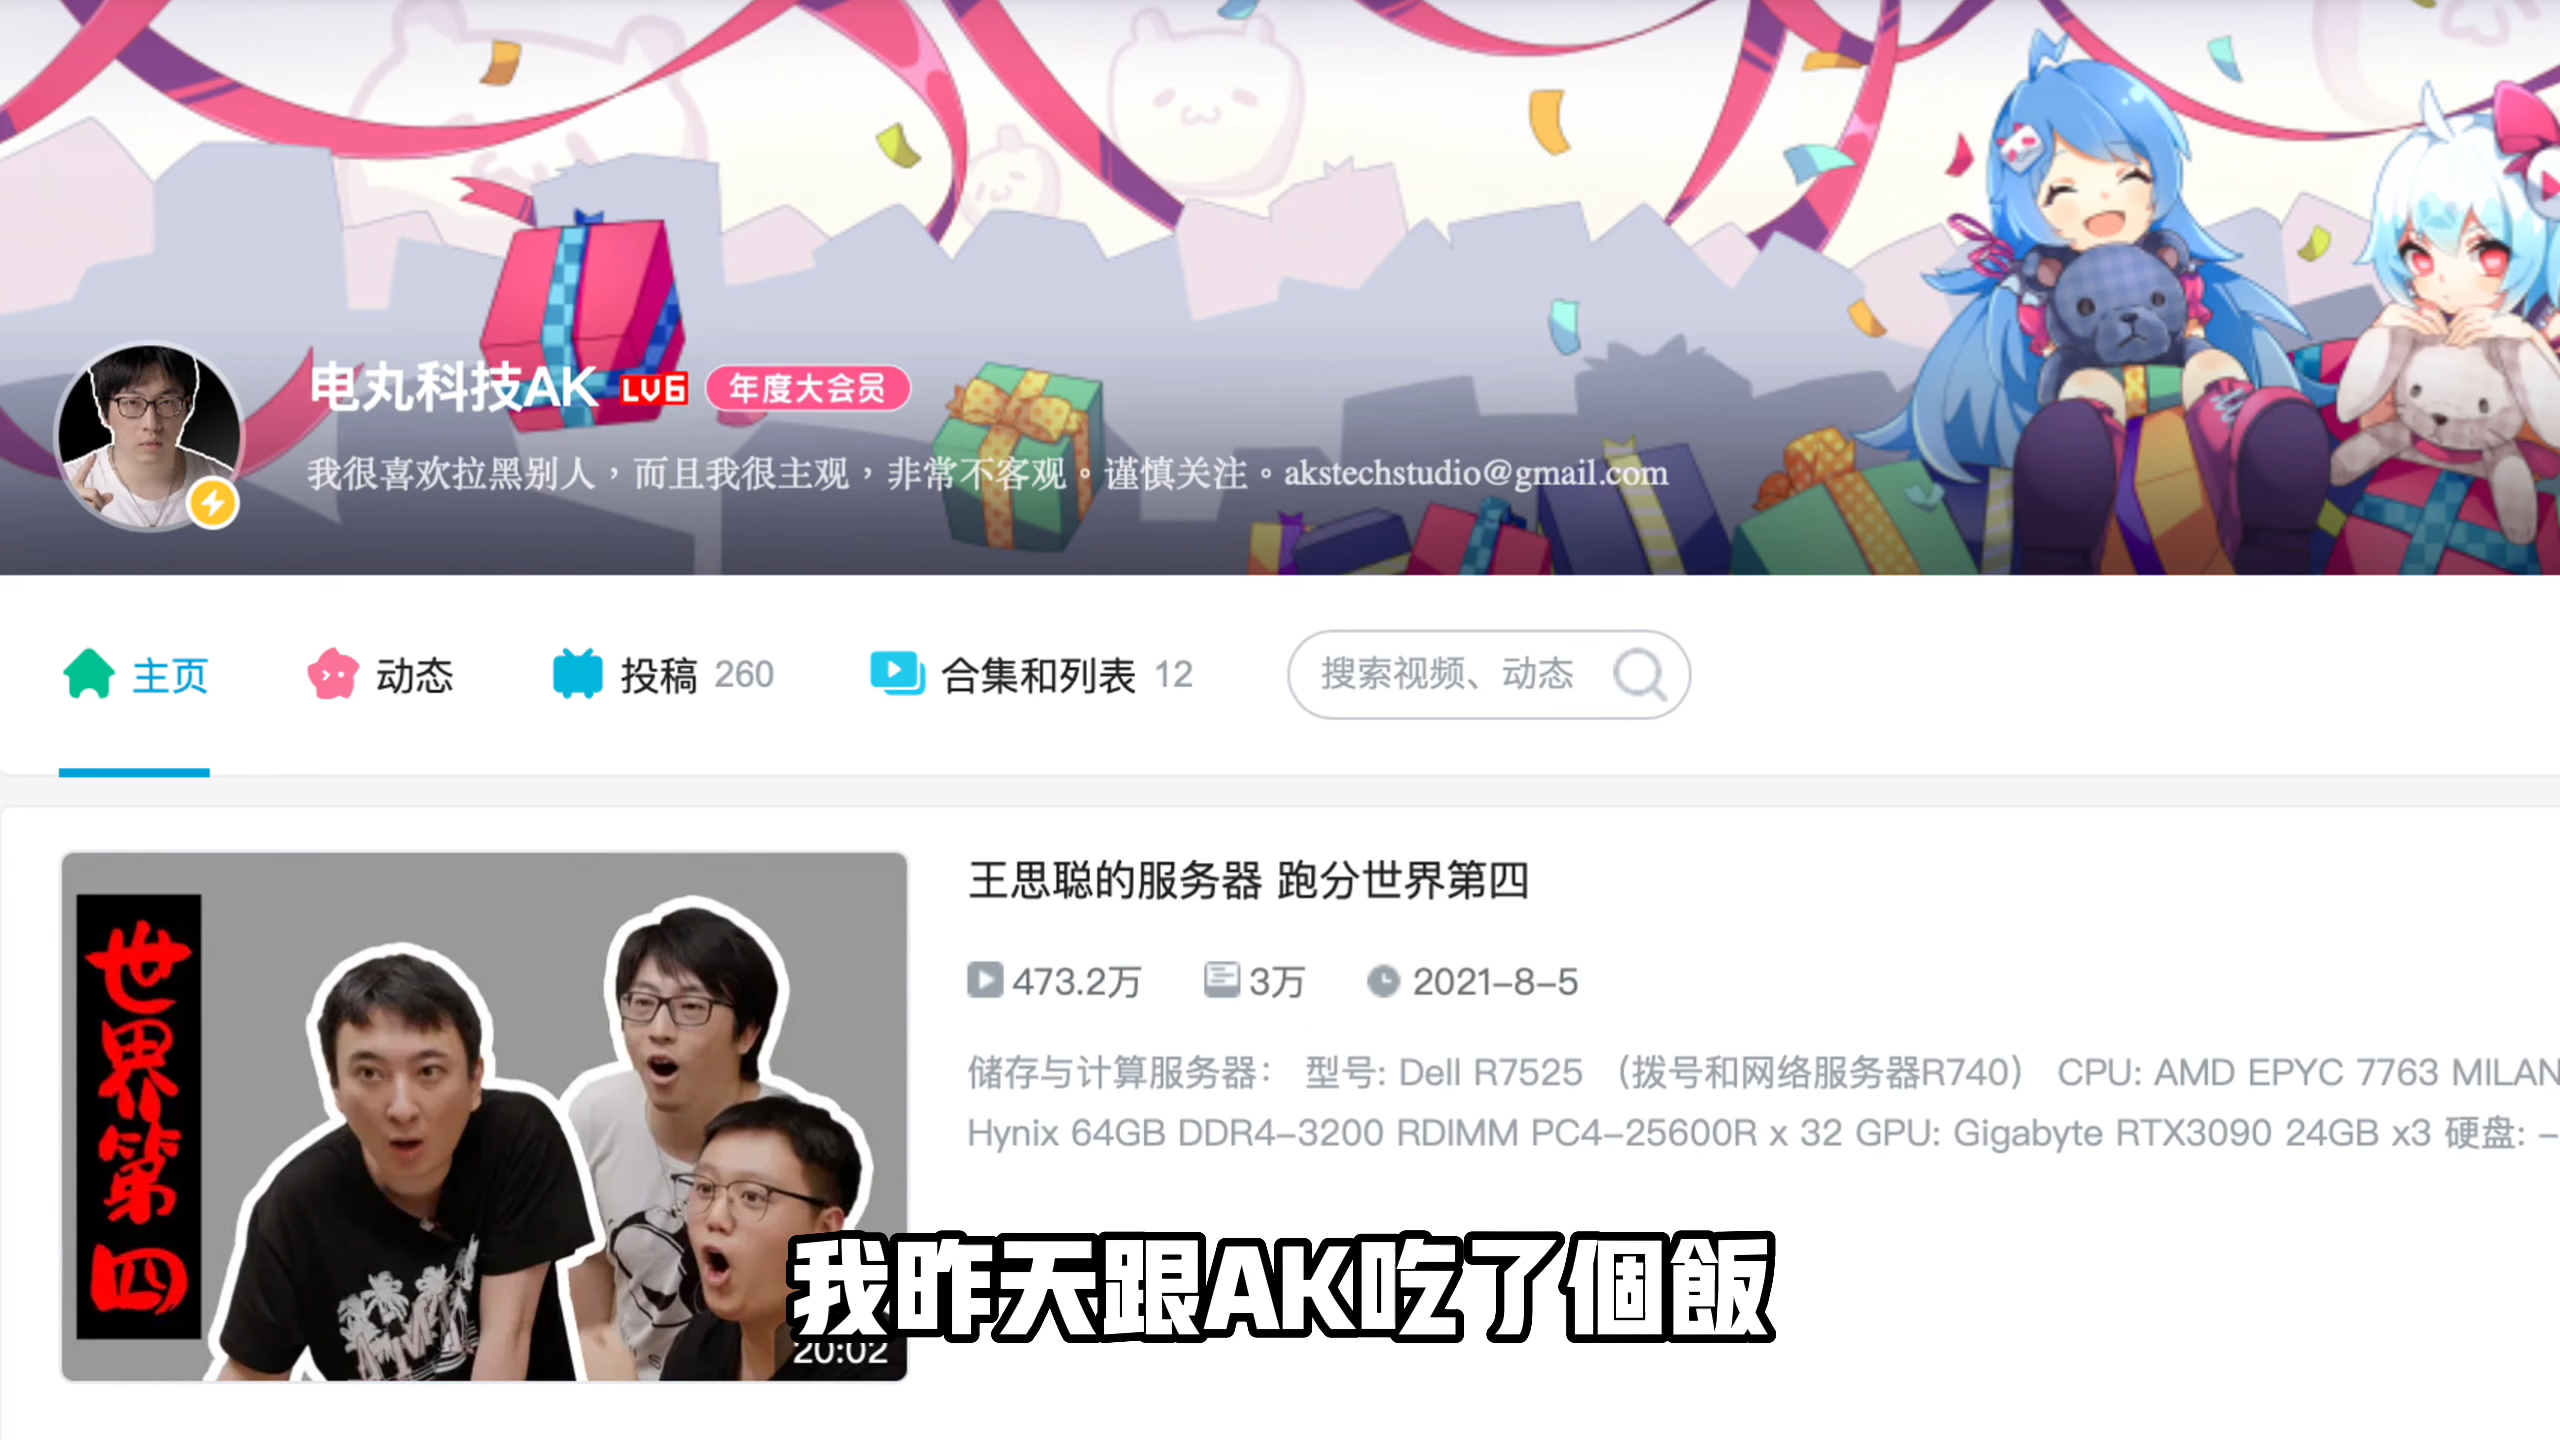 电丸科技AK LV6 年度大会员
我很喜欢拉黑别人，而且我很主观，非常不客观。谨慎关注。akstechstudio@gmail.com
主页 动态 投稿 260 合集和列表 12 搜索视频、动态
世界第四
20:02
王思聪的服务器 跑分世界第四
473.2万 3万 2021-8-5
储存与计算服务器： 型号: Dell R7525 （拨号和网络服务器R740） CPU: AMD EPYC 7763 MILAN
Hynix 64GB DDR4-3200 RDIMM PC4-25600R x 32 GPU: Gigabyte RTX3090 24GB x3 硬盘: -
我昨天跟AK吃了個飯